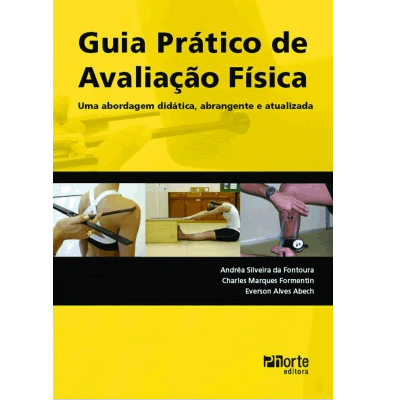 Guia Prático de
Avaliação Física
Uma abordagem didática, abrangente e atualizada
Andréa Silveira da Fontoura
Charles Marques Formentin
Everson Alves Abech
Phorte
editora